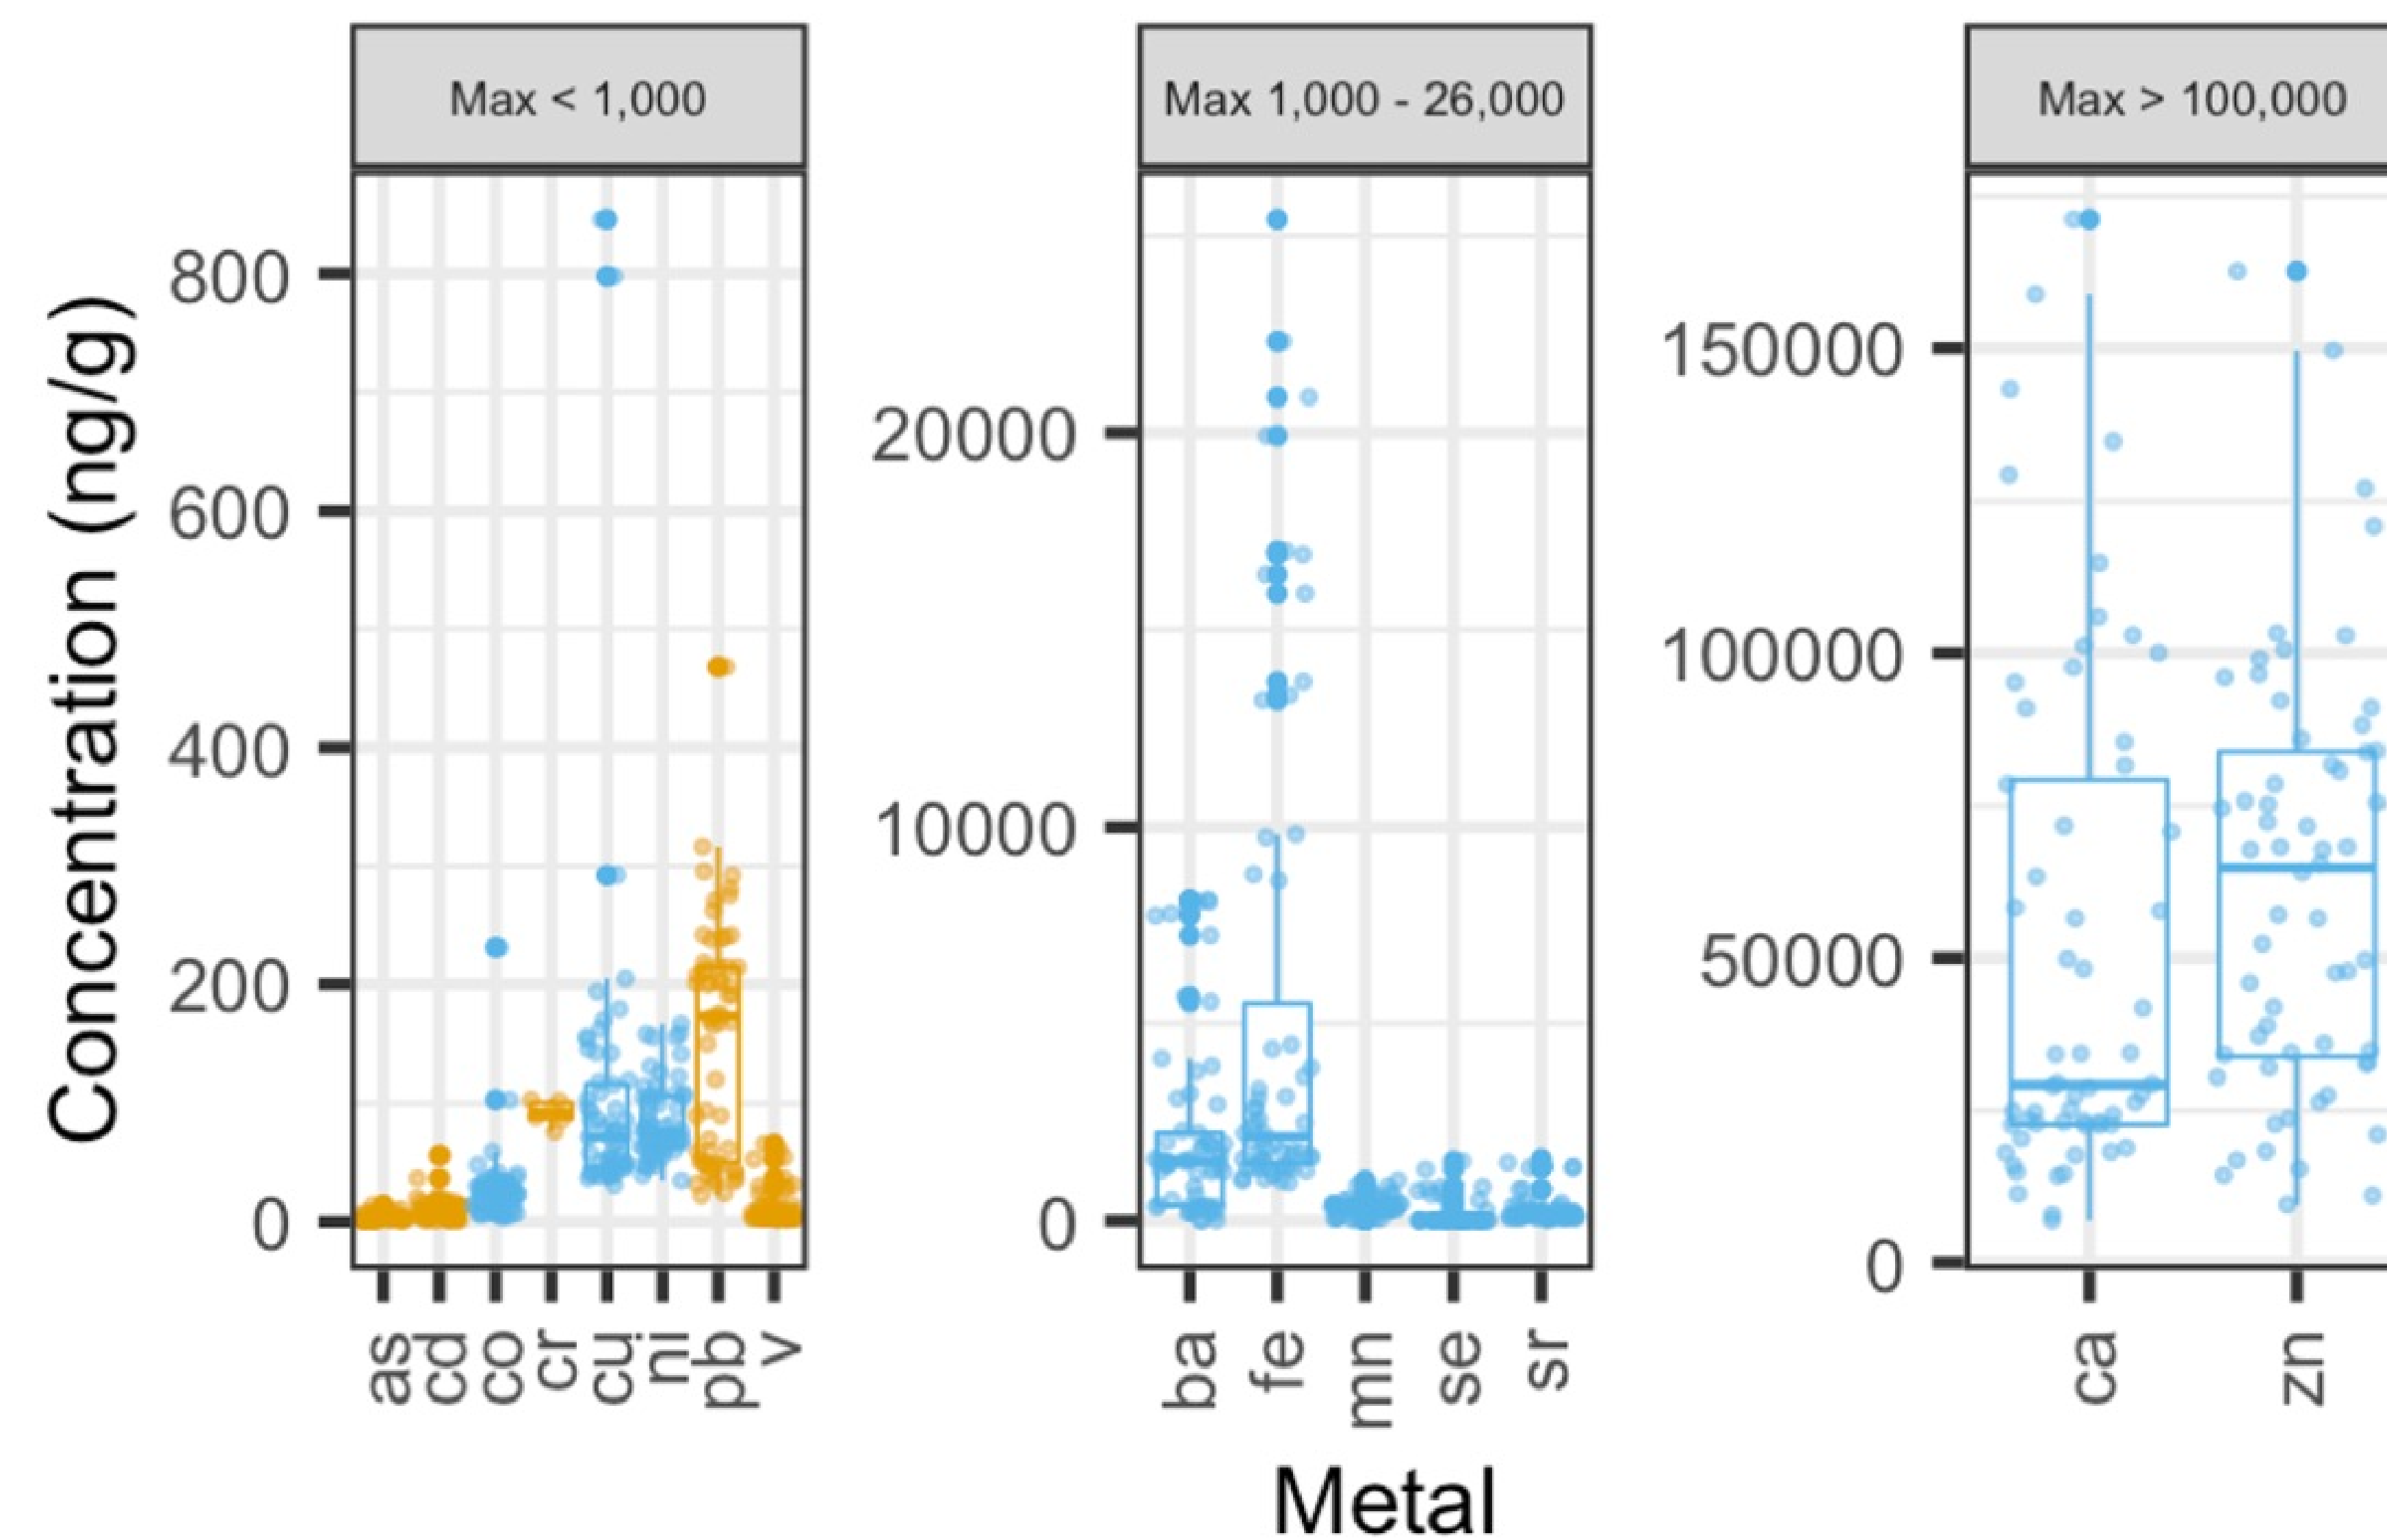 Max < 1,000
Max 1,000 - 26,000
Max > 100,000
Concentration (ng/g)
800
600
400
200
0
20000
10000
0
150000
100000
50000
0
as
cd
co
cr
cu
ni
pb
v
ba
fe
mn
se
sr
ca
zn
Metal